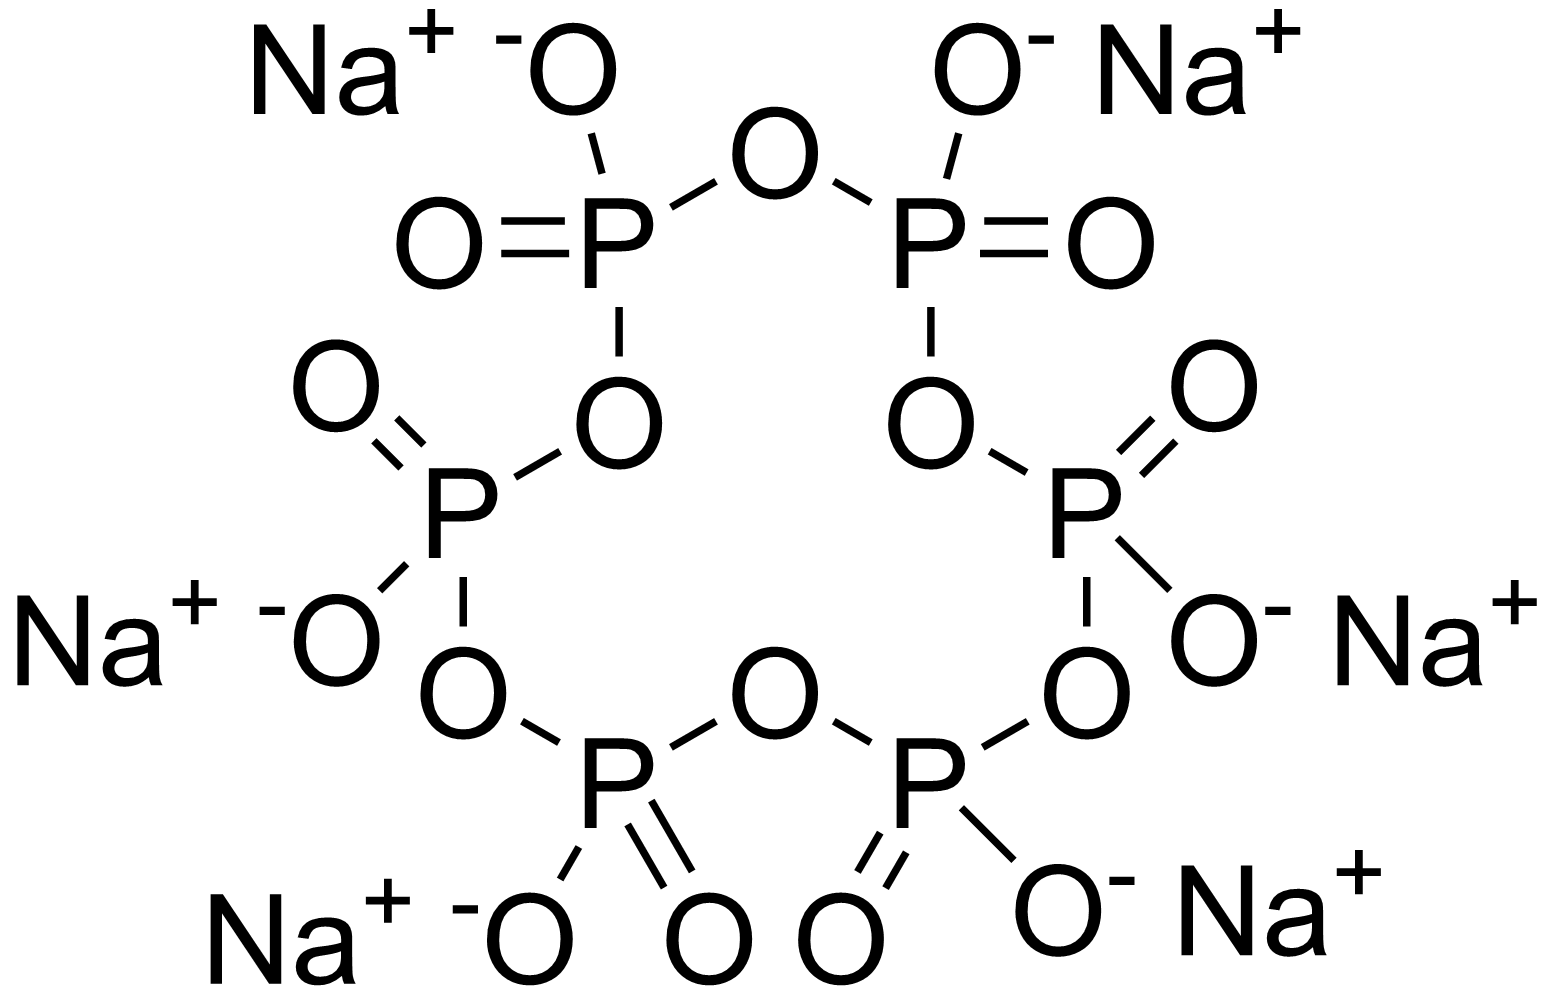 Na+ -O O- Na+
O
O=P P=O
O O O O
P P
Na+ -O O- Na+
O O O
P P
Na+ -O O O O- Na+